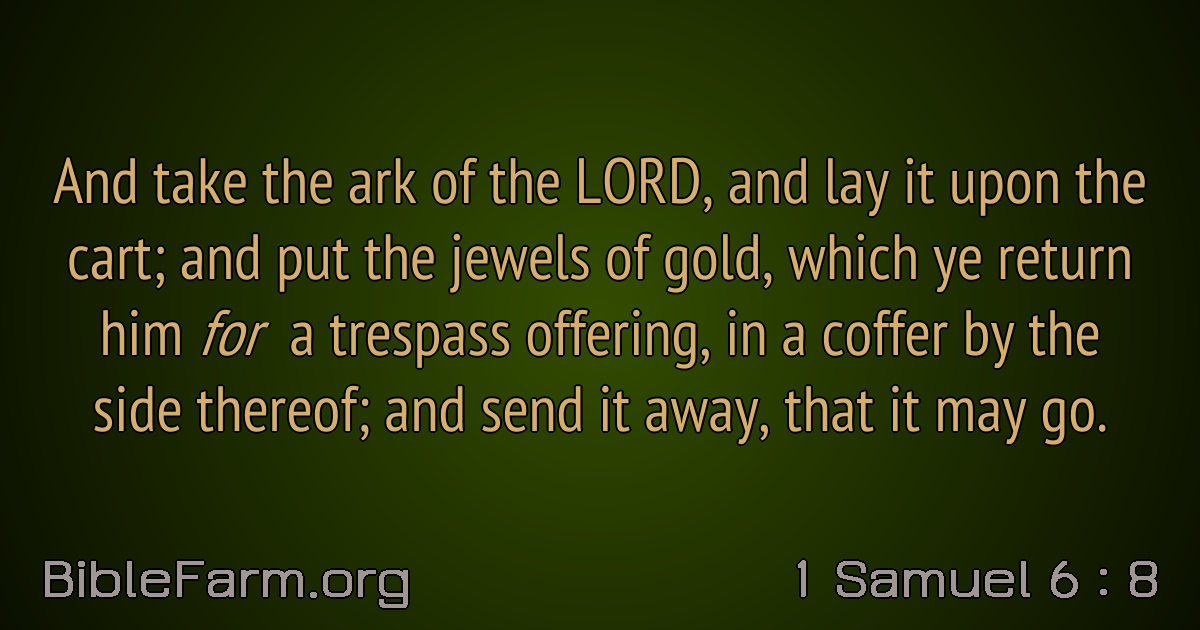 And take the ark of the LORD, and lay it upon the
cart; and put the jewels of gold, which ye return
him for a trespass offering, in a coffer by the
side thereof; and send it away, that it may go.
BibleFarm.org
1 Samuel 6 : 8